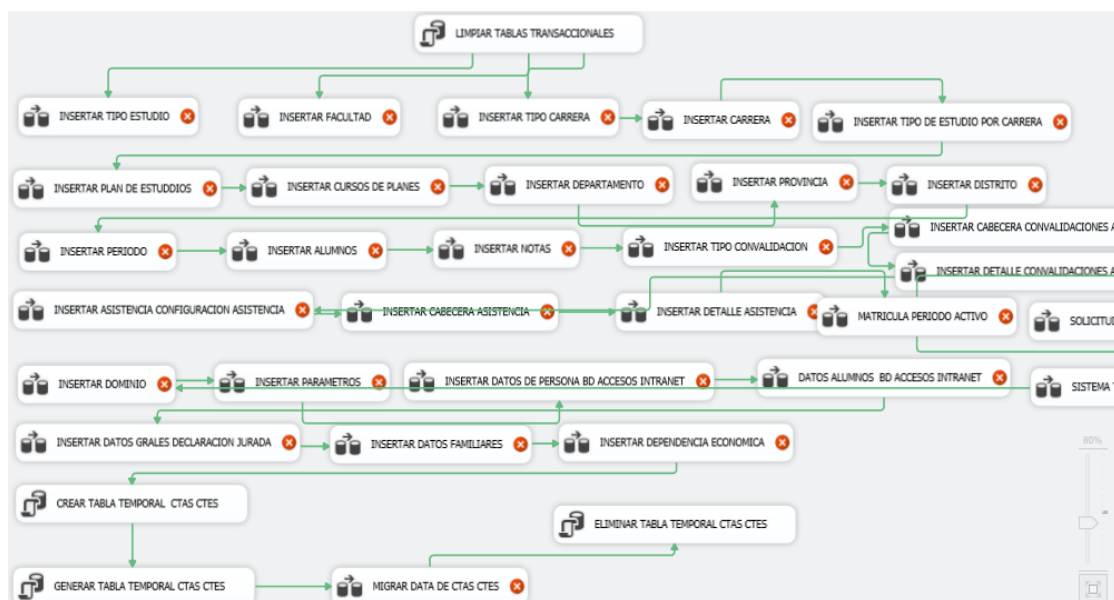 LIMPIAR TABLAS TRANSACCIONALES
INSERTAR TIPO ESTUDIO
INSERTAR FACULTAD
INSERTAR TIPO CARRERA
INSERTAR CARRERA
INSERTAR TIPO DE ESTUDIO POR CARRERA
INSERTAR PLAN DE ESTUDDIOS
INSERTAR CURSOS DE PLANES
INSERTAR DEPARTAMENTO
INSERTAR PROVINCIA
INSERTAR DISTRITO
INSERTAR PERIODO
INSERTAR ALUMNOS
INSERTAR NOTAS
INSERTAR TIPO CONVALIDACION
INSERTAR CABECERA CONVALIDACIONES A
INSERTAR DETALLE CONVALIDACIONES A
INSERTAR ASISTENCIA CONFIGURACION ASISTENCIA
INSERTAR CABECERA ASISTENCIA
INSERTAR DETALLE ASISTENCIA
MATRICULA PERIODO ACTIVO
SOLICITUD
INSERTAR DOMINIO
INSERTAR PARAMETROS
INSERTAR DATOS DE PERSONA BD ACCESOS INTRANET
DATOS ALUMNOS BD ACCESOS INTRANET
SISTEMA
INSERTAR DATOS GRALES DECLARACION JURADA
INSERTAR DATOS FAMILIARES
INSERTAR DEPENDENCIA ECONOMICA
80%
CREAR TABLA TEMPORAL CTAS CTES
ELIMINAR TABLA TEMPORAL CTAS CTES
GENERAR TABLA TEMPORAL CTAS CTES
MIGRAR DATA DE CTAS CTES